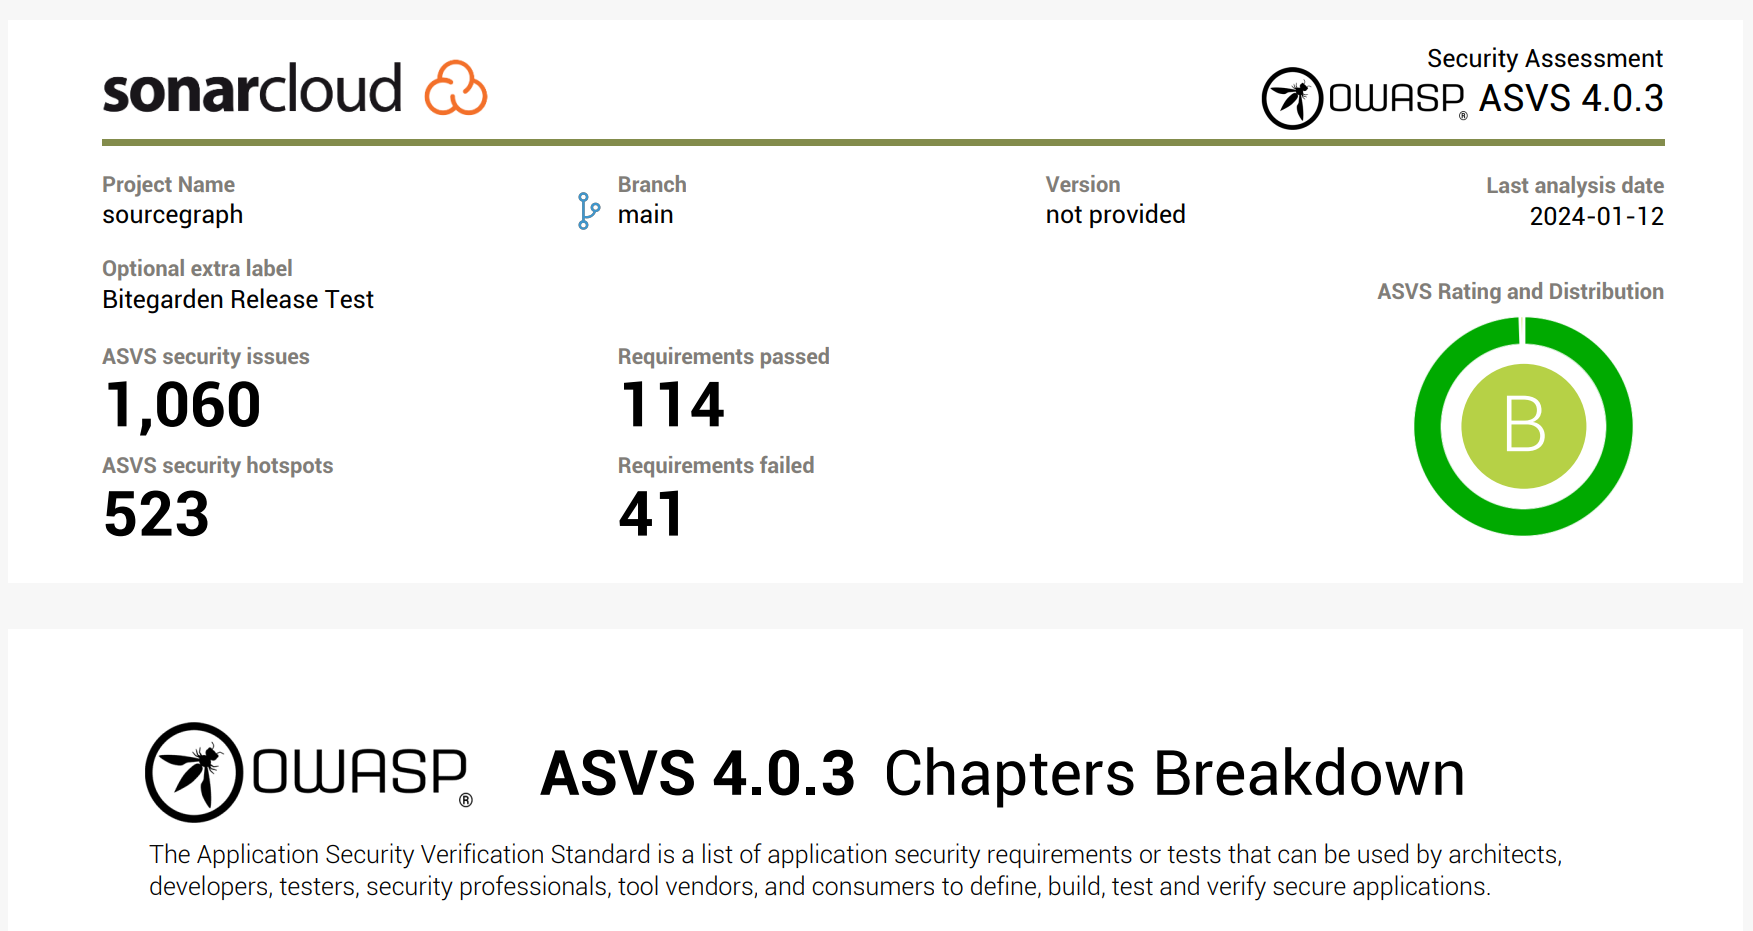 sonarcloud
Security Assessment
OWASP® ASVS 4.0.3
Project Name
sourcegraph
Branch
main
Version
not provided
Last analysis date
2024-01-12
Optional extra label
Bitegarden Release Test
ASVS Rating and Distribution
B
ASVS security issues
1,060
Requirements passed
114
ASVS security hotspots
523
Requirements failed
41
OWASP® ASVS 4.0.3 Chapters Breakdown
The Application Security Verification Standard is a list of application security requirements or tests that can be used by architects,
developers, testers, security professionals, tool vendors, and consumers to define, build, test and verify secure applications.